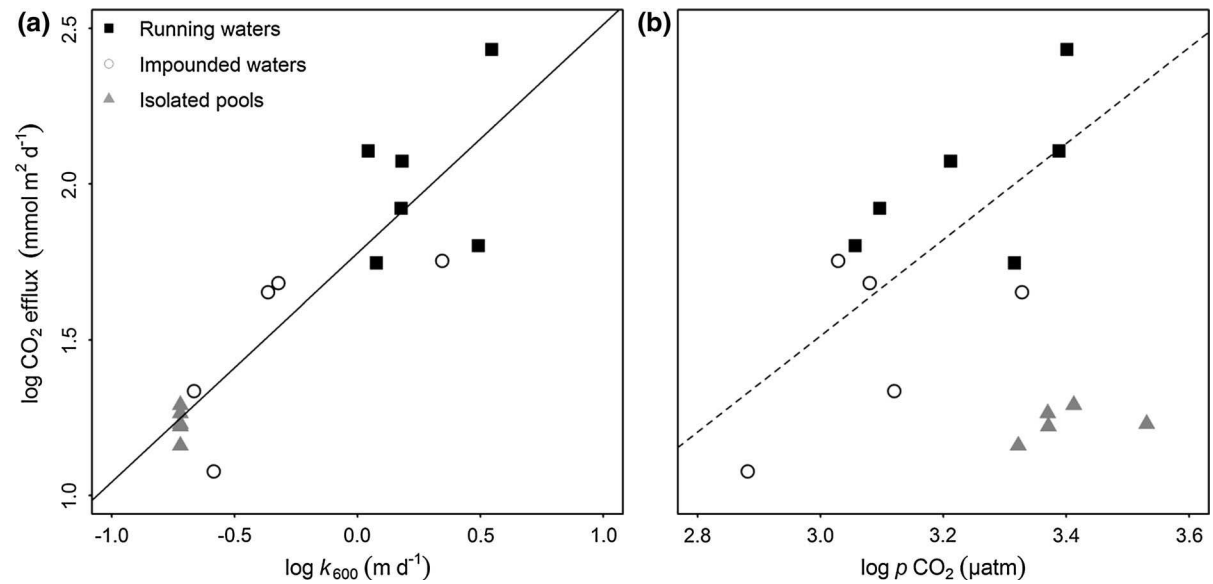 (a)
Running waters
Impounded waters
Isolated pools
log CO₂ efflux (mmol m² d⁻¹)
2.5
2.0
1.5
1.0
-1.0 -0.5 0.0 0.5 1.0
log k₆₀₀ (m d⁻¹)
(b)
2.8 3.0 3.2 3.4 3.6
log p CO₂ (µatm)